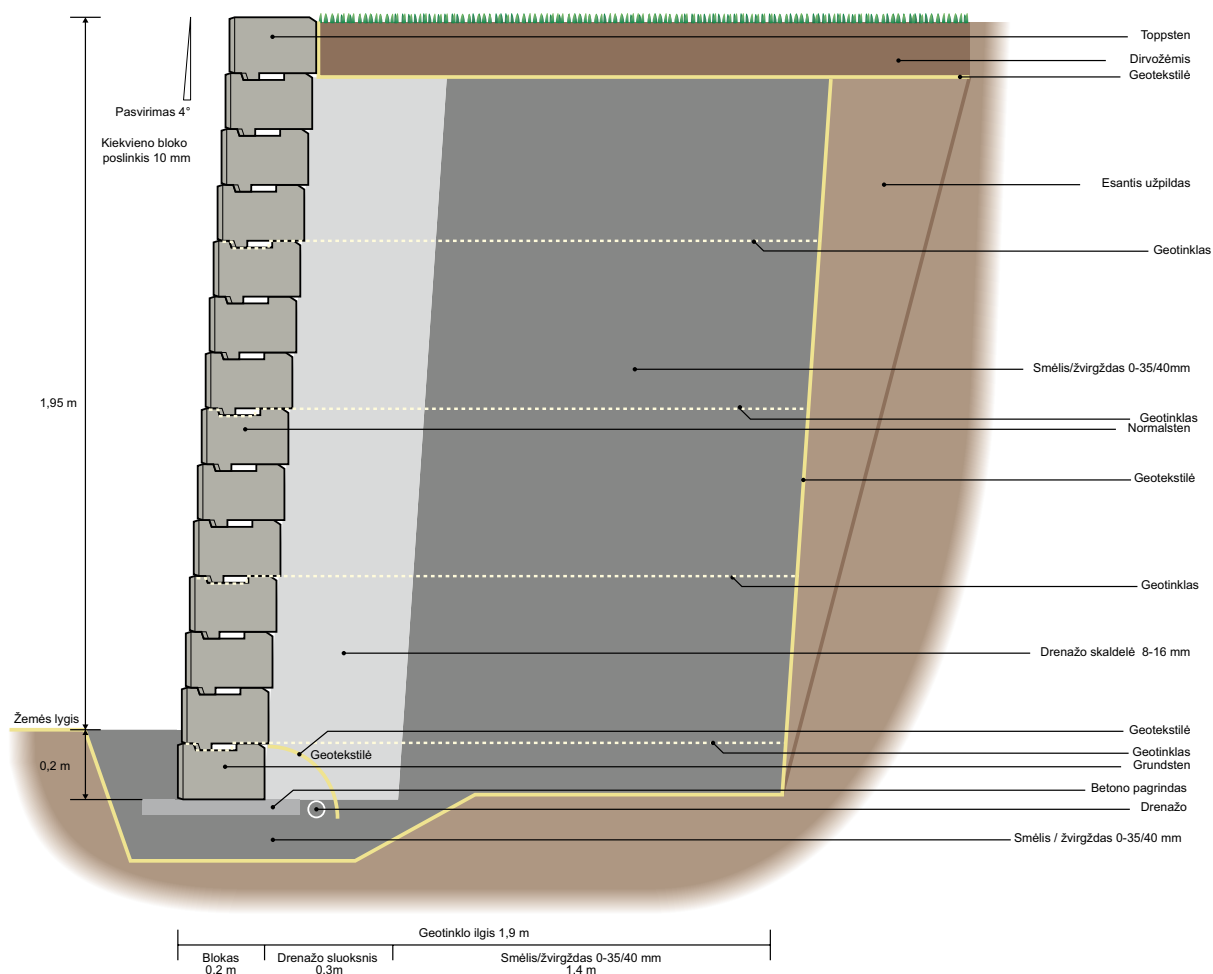 Toppsten
Dirvožėmis
Geotekstilė
Pasvirimas 4°
Kiekvieno bloko
poslinkis 10 mm
Esantis užpildas
Geotinklas
Smėlis/žvirgždas 0-35/40mm
1,95 m
Geotinklas
Normalsten
Geotekstilė
Geotinklas
Drenažo skaldelė 8-16 mm
Žemės lygis
Geotekstilė
Geotekstilė
Geotinklas
0,2 m
Grundsten
Betono pagrindas
Drenažo
Smėlis / žvirgždas 0-35/40 mm
Geotinklo ilgis 1,9 m
Blokas
0.2 m
Drenažo sluoksnis
0.3m
Smėlis/žvirgždas 0-35/40 mm
1.4 m